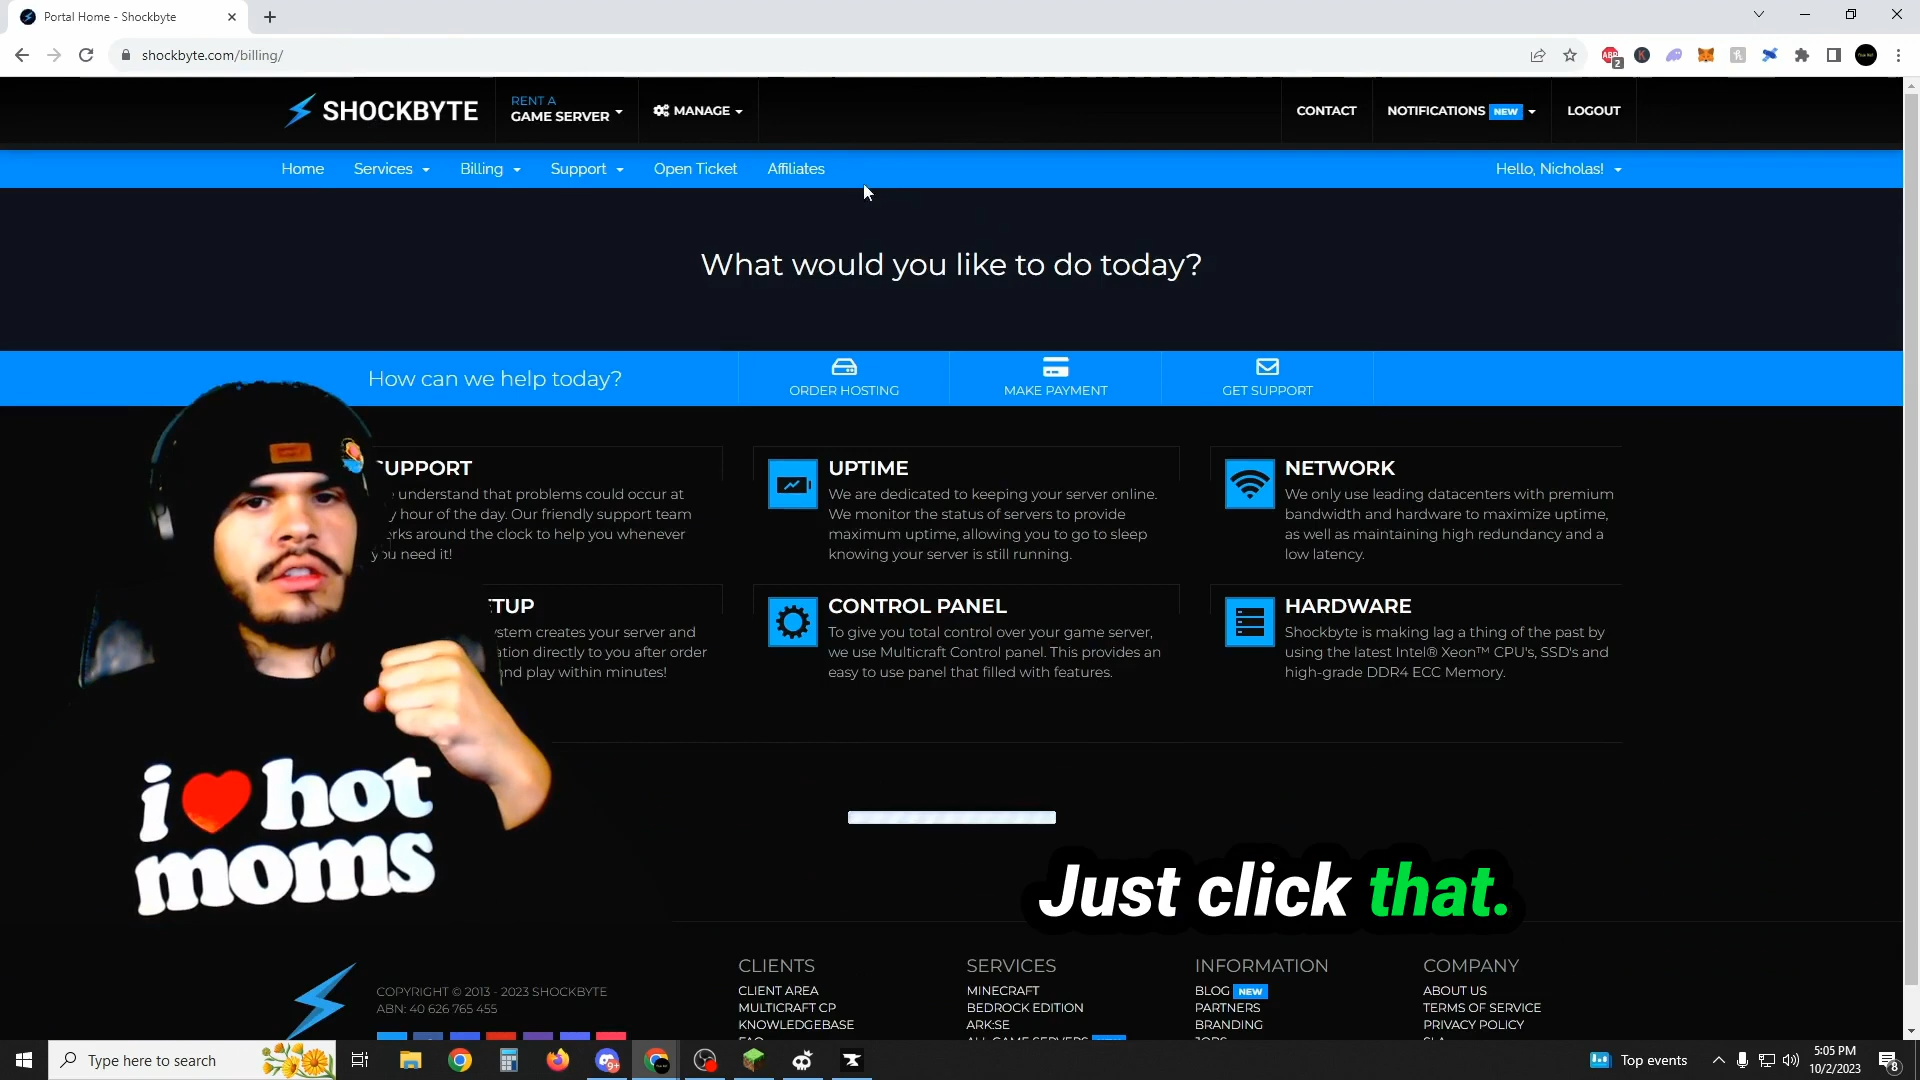 Portal Home - Shockbyte
shockbyte.com/billing/
SHOCKBYTE
RENT A
GAME SERVER
MANAGE
CONTACT
NOTIFICATIONS NEW
LOGOUT
Home
Services
Billing
Support
Open Ticket
Affiliates
Hello, Nicholas!
What would you like to do today?
How can we help today?
ORDER HOSTING
MAKE PAYMENT
GET SUPPORT
UPPORT
understand that problems could occur at
y hour of the day. Our friendly support team
rks around the clock to help you whenever
you need it!
UPTIME
We are dedicated to keeping your server online.
We monitor the status of servers to provide
maximum uptime, allowing you to go to sleep
knowing your server is still running.
NETWORK
We only use leading datacenters with premium
bandwidth and hardware to maximize uptime,
as well as maintaining high redundancy and a
low latency.
TUP
ystem creates your server and
ation directly to you after order
and play within minutes!
CONTROL PANEL
To give you total control over your game server,
we use Multicraft Control panel. This provides an
easy to use panel that filled with features.
HARDWARE
Shockbyte is making lag a thing of the past by
using the latest Intel® Xeon™ CPU's, SSD's and
high-grade DDR4 ECC Memory.
i hot
moms
Just click that.
COPYRIGHT © 2013 - 2023 SHOCKBYTE
ABN: 40 626 765 455
CLIENTS
CLIENT AREA
MULTICRAFT CP
KNOWLEDGEBASE
SERVICES
MINECRAFT
BEDROCK EDITION
ARK:SE
INFORMATION
BLOG NEW
PARTNERS
BRANDING
COMPANY
ABOUT US
TERMS OF SERVICE
PRIVACY POLICY
Type here to search
Top events
5:05 PM
10/2/2023
8